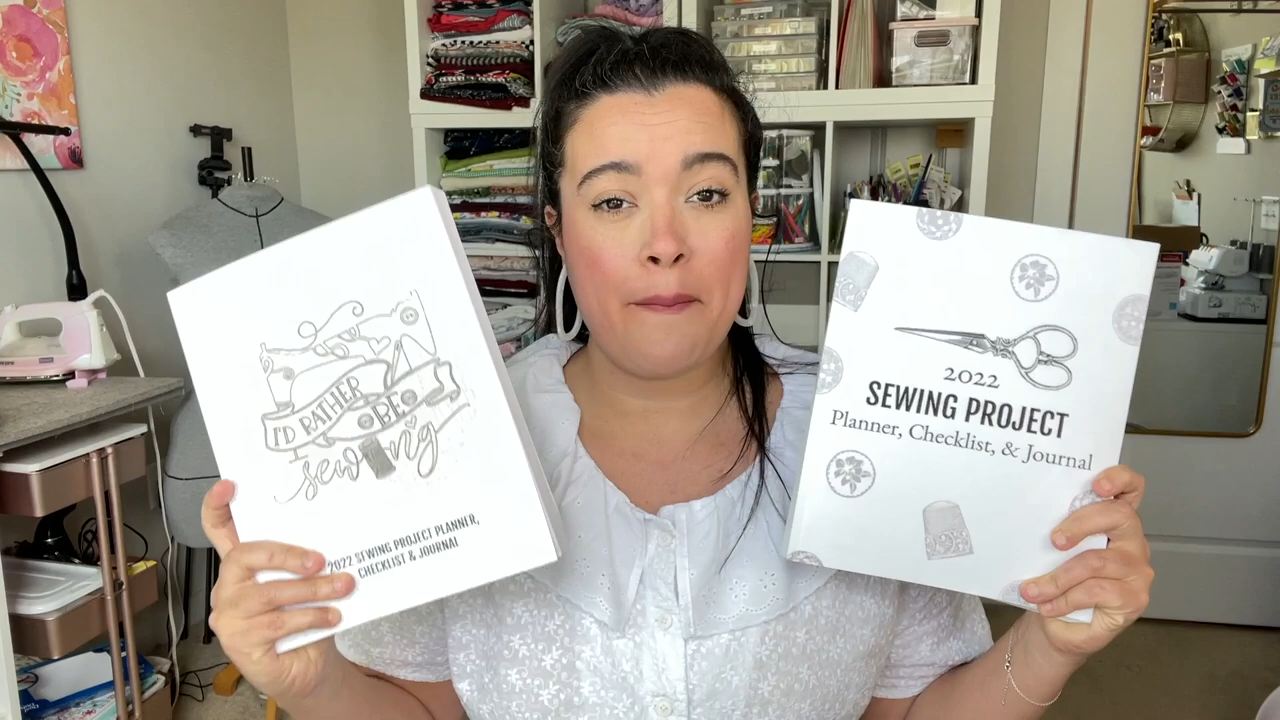 I'D RATHER
BE
sewing
2022 SEWING PROJECT PLANNER,
CHECKLIST & JOURNAL
2022
SEWING PROJECT
Planner, Checklist, & Journal